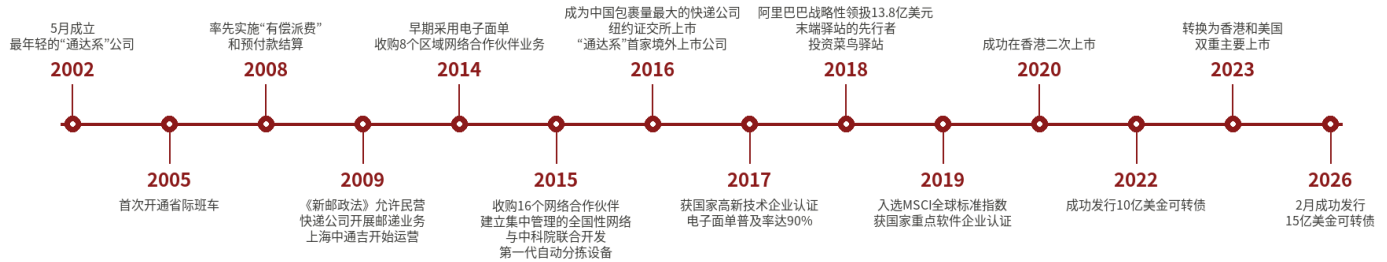 5月成立
最年轻的“通达系”公司
2002
首次开通省际班车
2005
率先实施“有偿派费”
和预付款结算
2008
2009
《新邮政法》允许民营
快递公司开展邮递业务
上海中通吉开始运营
早期采用电子面单
收购8个区域网络合作伙伴业务
2014
2015
收购16个网络合作伙伴
建立集中管理的全国性网络
与中科院联合开发
第一代自动分拣设备
成为中国包裹量最大的快递公司
纽约证交所上市
“通达系”首家境外上市公司
2016
2017
获国家高新技术企业认证
电子面单普及率达90%
阿里巴巴战略性领投13.8亿美元
末端驿站的先行者
投资菜鸟驿站
2018
2019
入选MSCI全球标准指数
获国家重点软件企业认证
成功在香港二次上市
2020
2022
成功发行10亿美金可转债
转换为香港和美国
双重主要上市
2023
2026
2月成功发行
15亿美金可转债